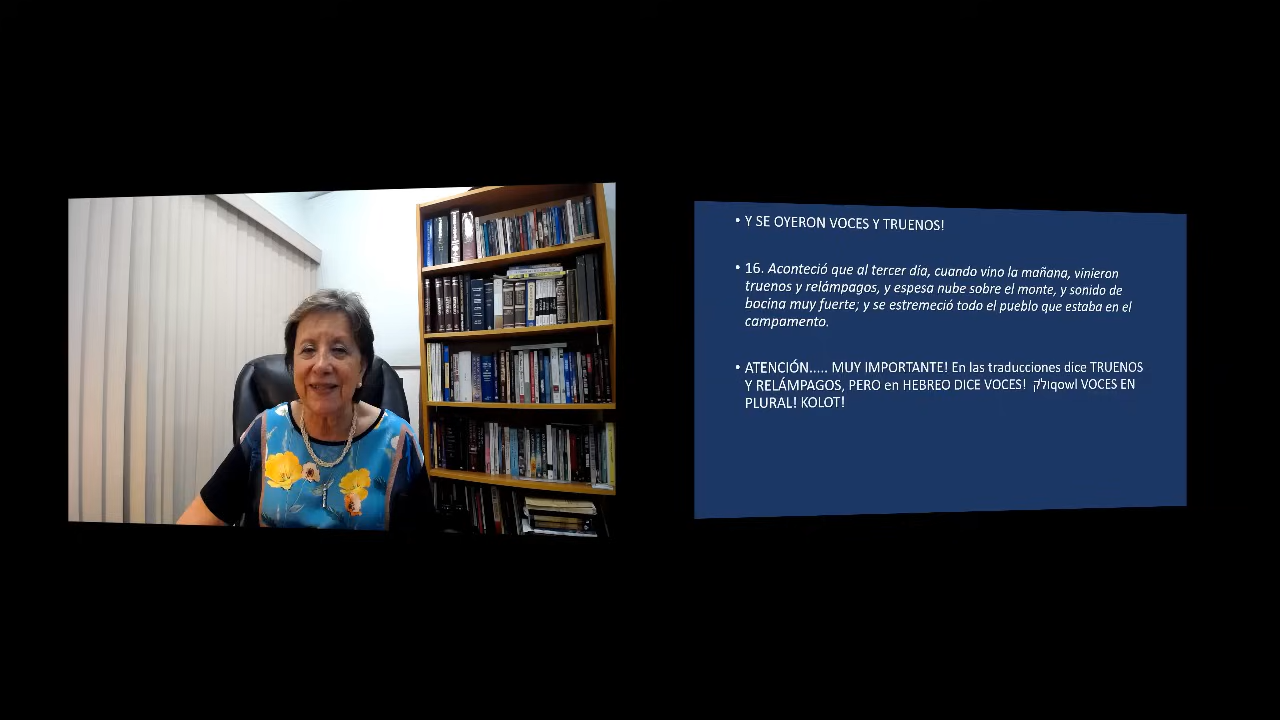 • Y SE OYERON VOCES Y TRUENOS!
• 16. Aconteció que al tercer día, cuando vino la mañana, vinieron
truenos y relámpagos, y espesa nube sobre el monte, y sonido de
bocina muy fuerte; y se estremeció todo el pueblo que estaba en el
campamento.
• ATENCIÓN..... MUY IMPORTANTE! En las traducciones dice TRUENOS
Y RELÁMPAGOS, PERO en HEBREO DICE VOCES! qowl VOCES EN
PLURAL! KOLOT!